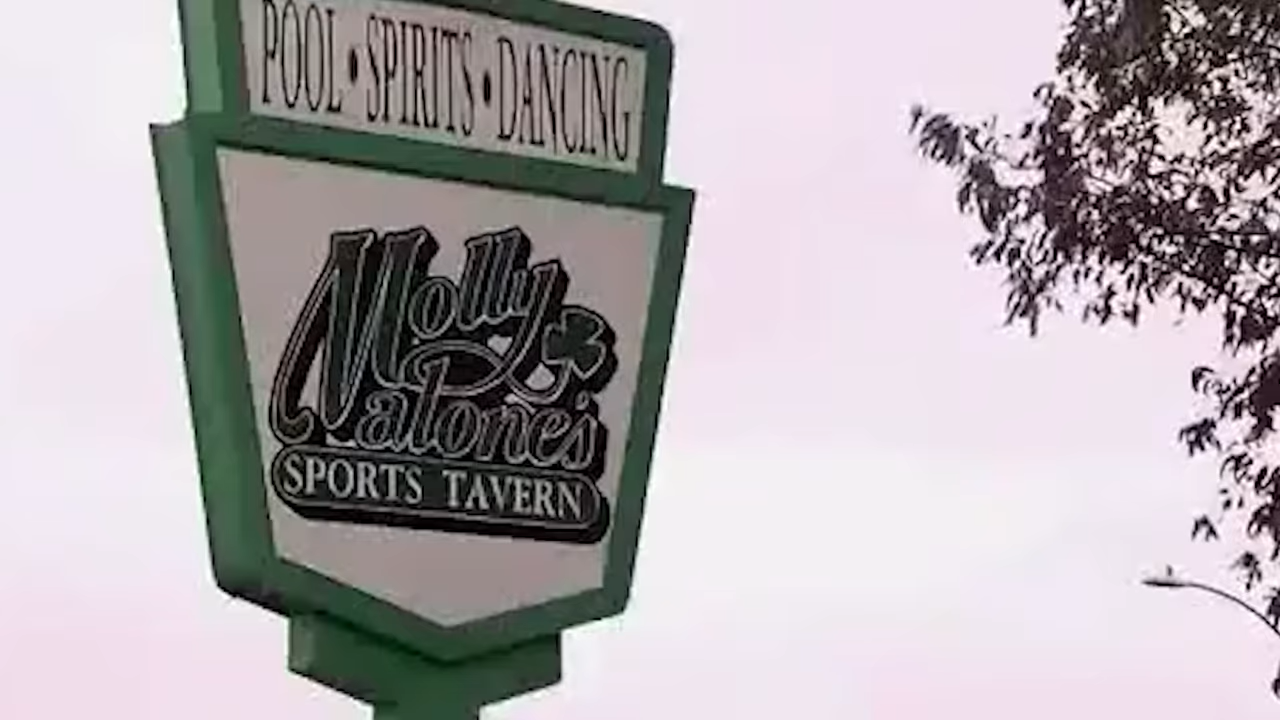 POOL • SPIRITS • DANCING
Molly
Malone's
SPORTS TAVERN